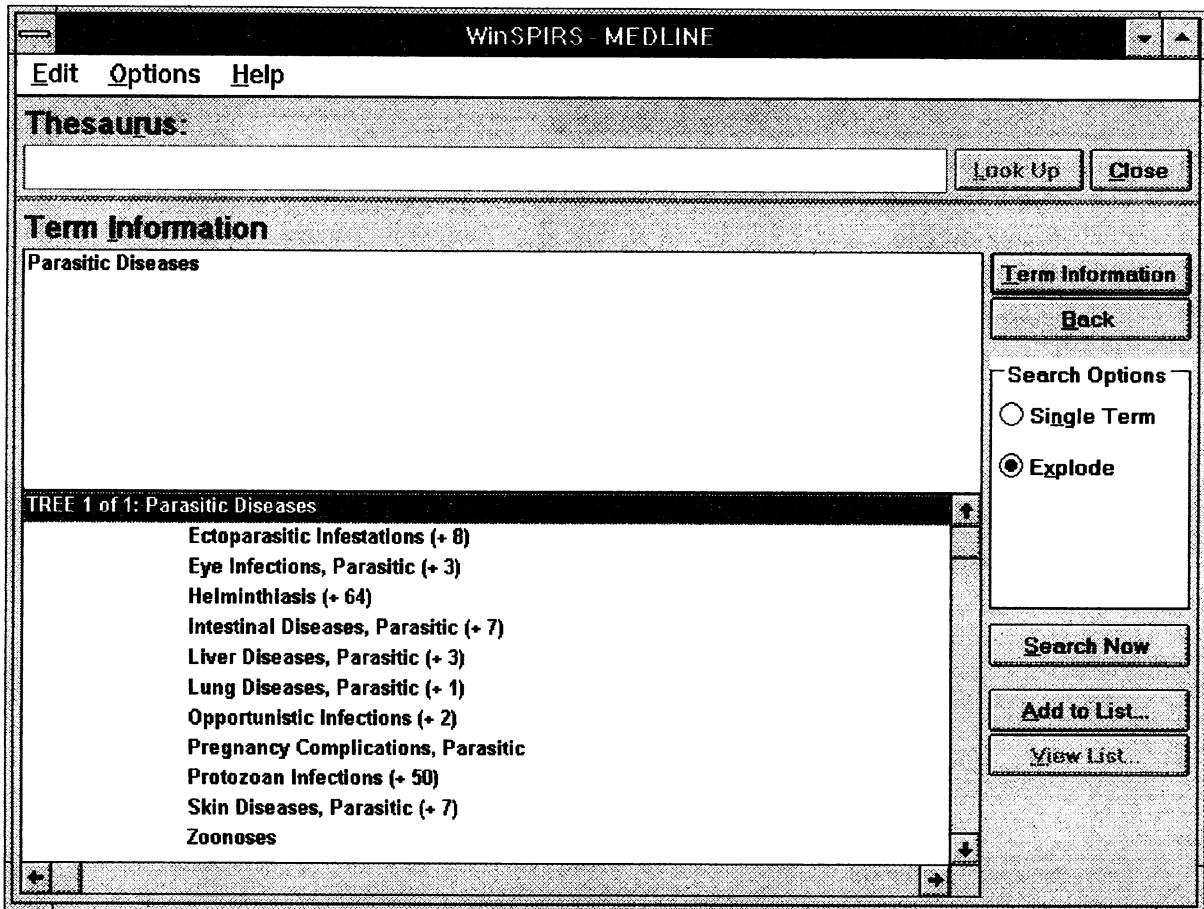 WinSPIRS - MEDLINE
Edit Options Help
Thesaurus:
Look Up Close
Term Information
Parasitic Diseases
Term Information
Back
Search Options
Single Term
Explode
TREE 1 of 1: Parasitic Diseases
Ectoparasitic Infestations (+ 8)
Eye Infections, Parasitic (+ 3)
Helminthiasis (+ 64)
Intestinal Diseases, Parasitic (+ 7)
Liver Diseases, Parasitic (+ 3)
Lung Diseases, Parasitic (+ 1)
Opportunistic Infections (+ 2)
Pregnancy Complications, Parasitic
Protozoan Infections (+ 50)
Skin Diseases, Parasitic (+ 7)
Zoonoses
Search Now
Add to List...
View List...